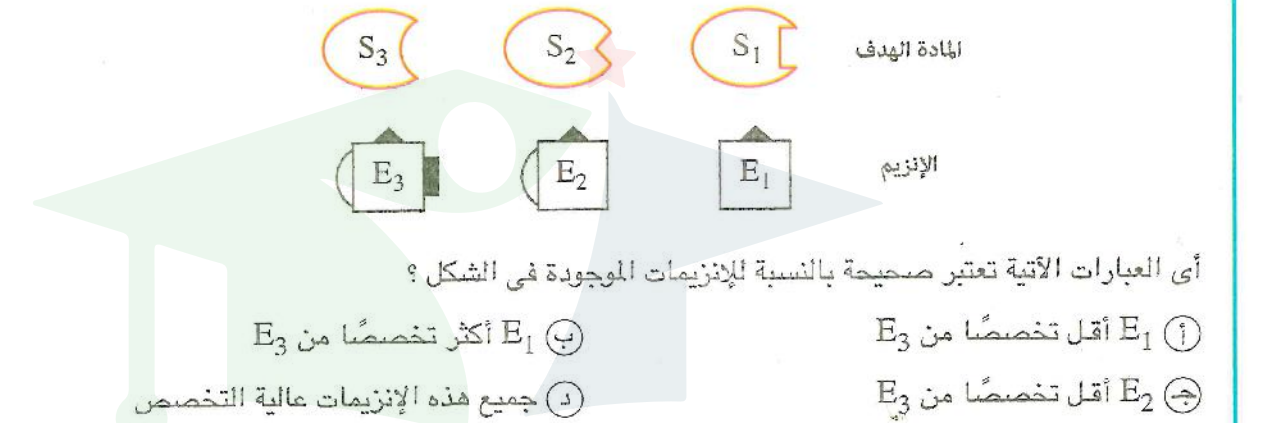 المادة الهدف S₁ S₂ S₃
الإنزيم E₁ E₂ E₃
أى العبارات الآتية تعتبر صحيحة بالنسبة للإنزيمات الموجودة فى الشكل ؟
أ E₁ أقل تخصصًا من E₃ ب E₁ أكثر تخصصًا من E₃
جـ E₂ أقل تخصصًا من E₃ د جميع هذه الإنزيمات عالية التخصص